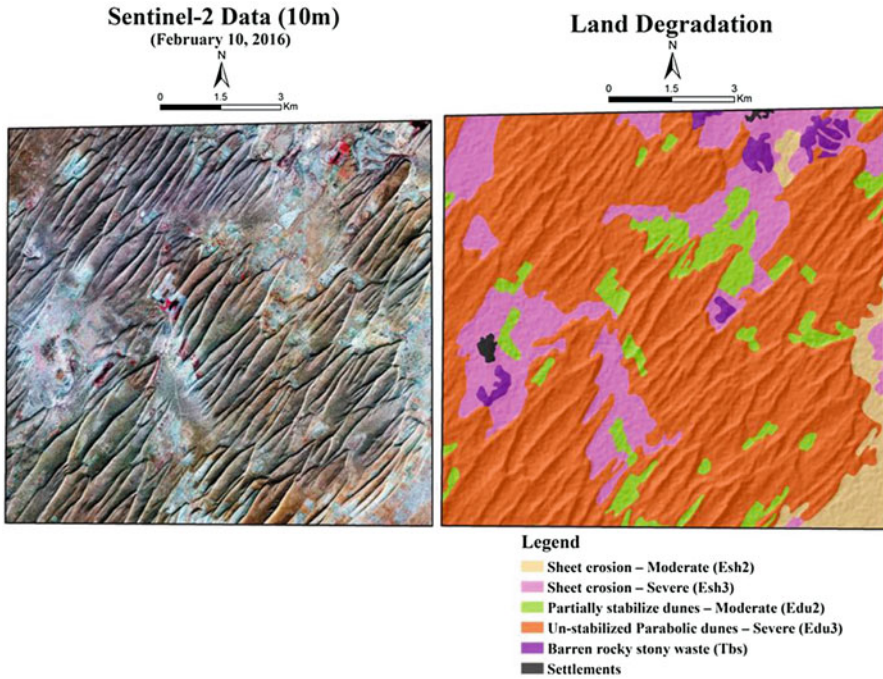 Sentinel-2 Data (10m)
(February 10, 2016)
N
0 1.5 3
Km
Land Degradation
N
0 1.5 3
Km
Legend
Sheet erosion – Moderate (Esh2)
Sheet erosion – Severe (Esh3)
Partially stabilize dunes – Moderate (Edu2)
Un-stabilized Parabolic dunes – Severe (Edu3)
Barren rocky stony waste (Tbs)
Settlements